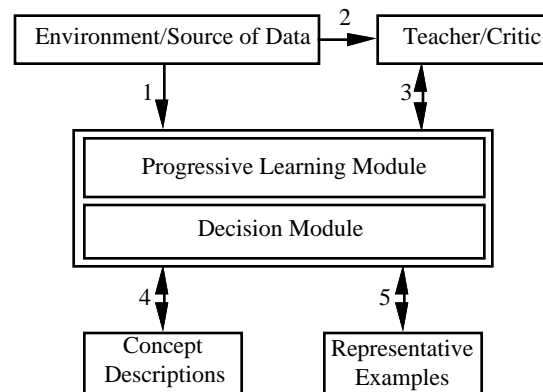 Environment/Source of Data
2
Teacher/Critic
1
3
Progressive Learning Module
Decision Module
4
5
Concept
Descriptions
Representative
Examples